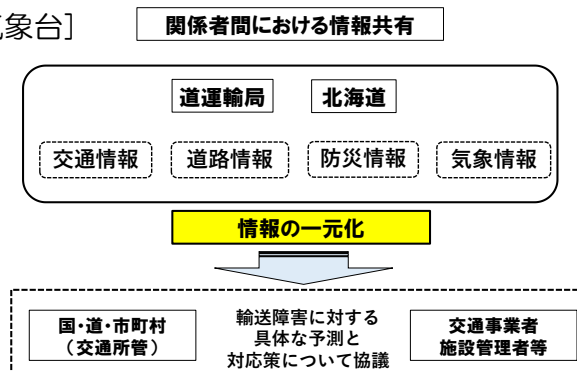 気象台]
関係者間における情報共有
道運輸局
北海道
交通情報
道路情報
防災情報
気象情報
情報の一元化
国・道・市町村
（交通所管）
輸送障害に対する
具体な予測と
対応策について協議
交通事業者
施設管理者等